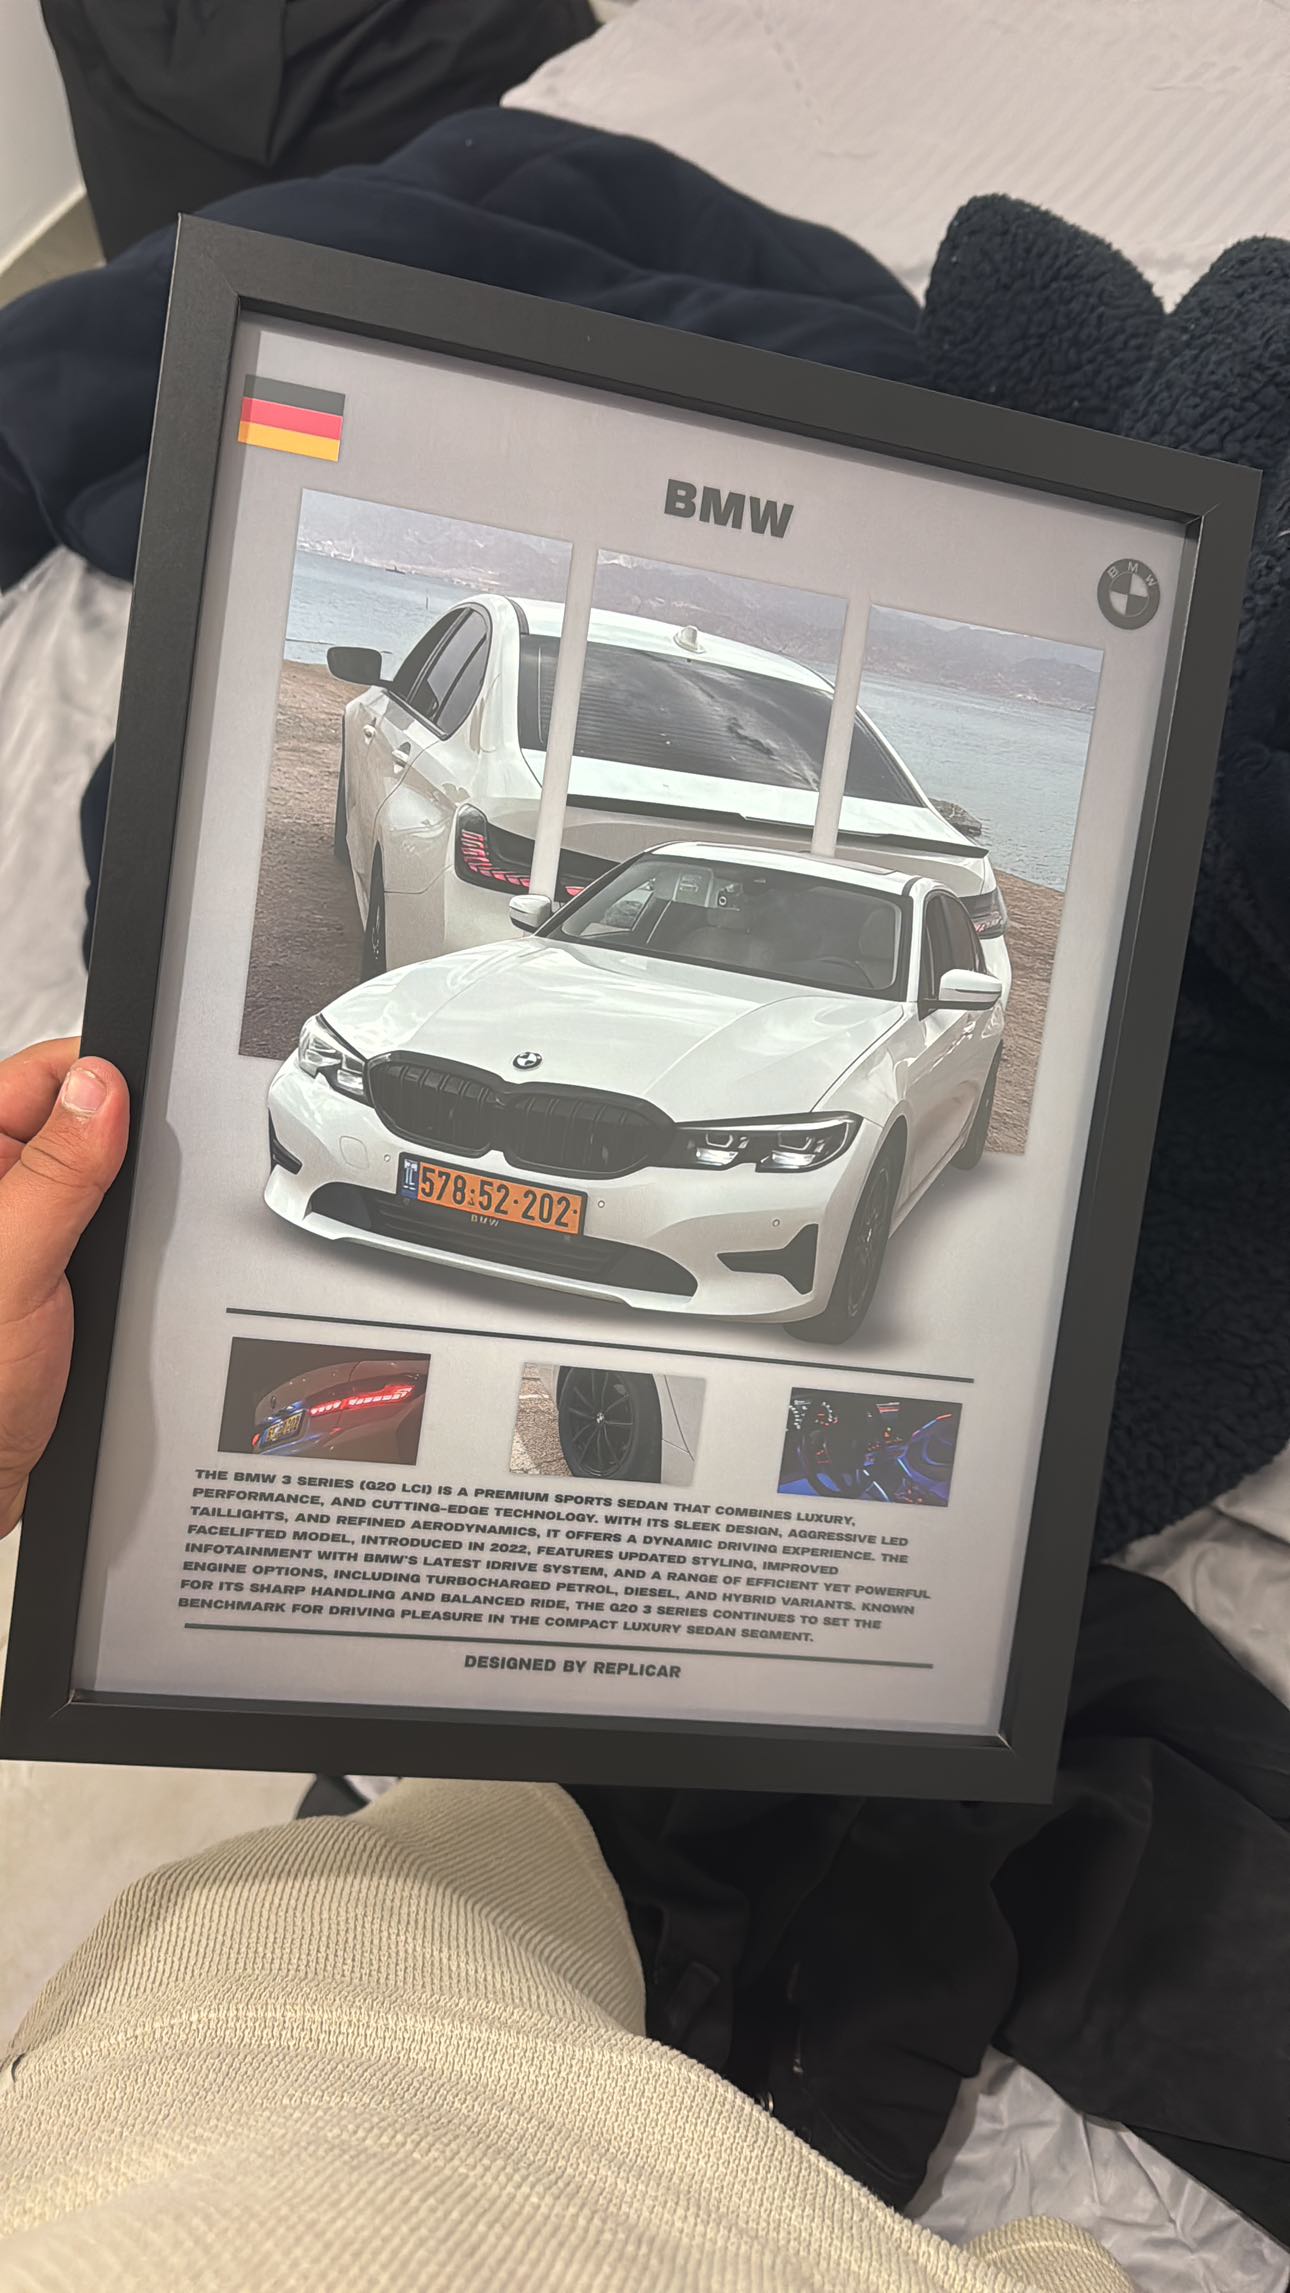 BMW
BMW
IL 578:52-202
BMW
THE BMW 3 SERIES (G20 LCI) IS A PREMIUM SPORTS SEDAN THAT COMBINES LUXURY,
PERFORMANCE, AND CUTTING-EDGE TECHNOLOGY. WITH ITS SLEEK DESIGN, AGGRESSIVE LED
TAILLIGHTS, AND REFINED AERODYNAMICS, IT OFFERS A DYNAMIC DRIVING EXPERIENCE. THE
FACELIFTED MODEL, INTRODUCED IN 2022, FEATURES UPDATED STYLING, IMPROVED
INFOTAINMENT WITH BMW'S LATEST IDRIVE SYSTEM, AND A RANGE OF EFFICIENT YET POWERFUL
ENGINE OPTIONS, INCLUDING TURBOCHARGED PETROL, DIESEL, AND HYBRID VARIANTS. KNOWN
FOR ITS SHARP HANDLING AND BALANCED RIDE, THE G20 3 SERIES CONTINUES TO SET THE
BENCHMARK FOR DRIVING PLEASURE IN THE COMPACT LUXURY SEDAN SEGMENT.
DESIGNED BY REPLICAR